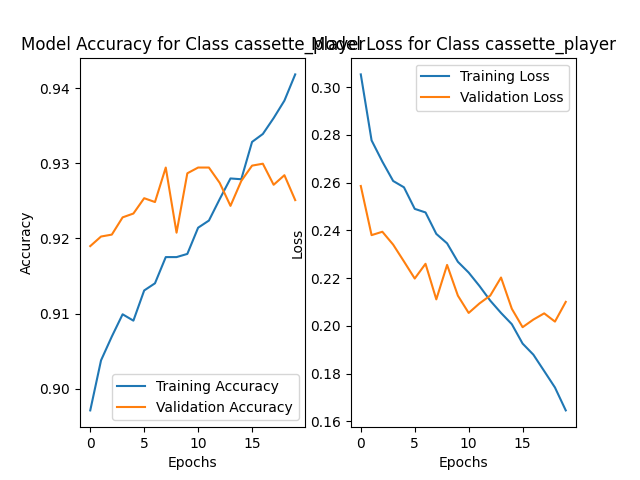 Model Accuracy for Class cassette_player
Accuracy
0.94
0.93
0.92
0.91
0.90
0 5 10 15
Epochs
Training Accuracy
Validation Accuracy
Model Loss for Class cassette_player
Loss
0.30
0.28
0.26
0.24
0.22
0.20
0.18
0.16
0 5 10 15
Epochs
Training Loss
Validation Loss